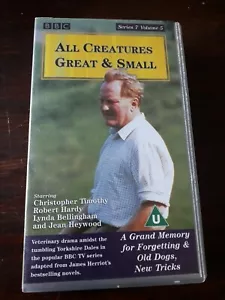 BBC
Series 7 Volume 5
ALL CREATURES
GREAT & SMALL
Starring
Christopher Timothy
Robert Hardy
Lynda Bellingham
and Jean Heywood
Veterinary drama amidst the
tumbling Yorkshire Dales in
the popular BBC TV series
adapted from James Herriot's
bestselling novels.
U
A Grand Memory
for Forgetting &
Old Dogs,
New Tricks